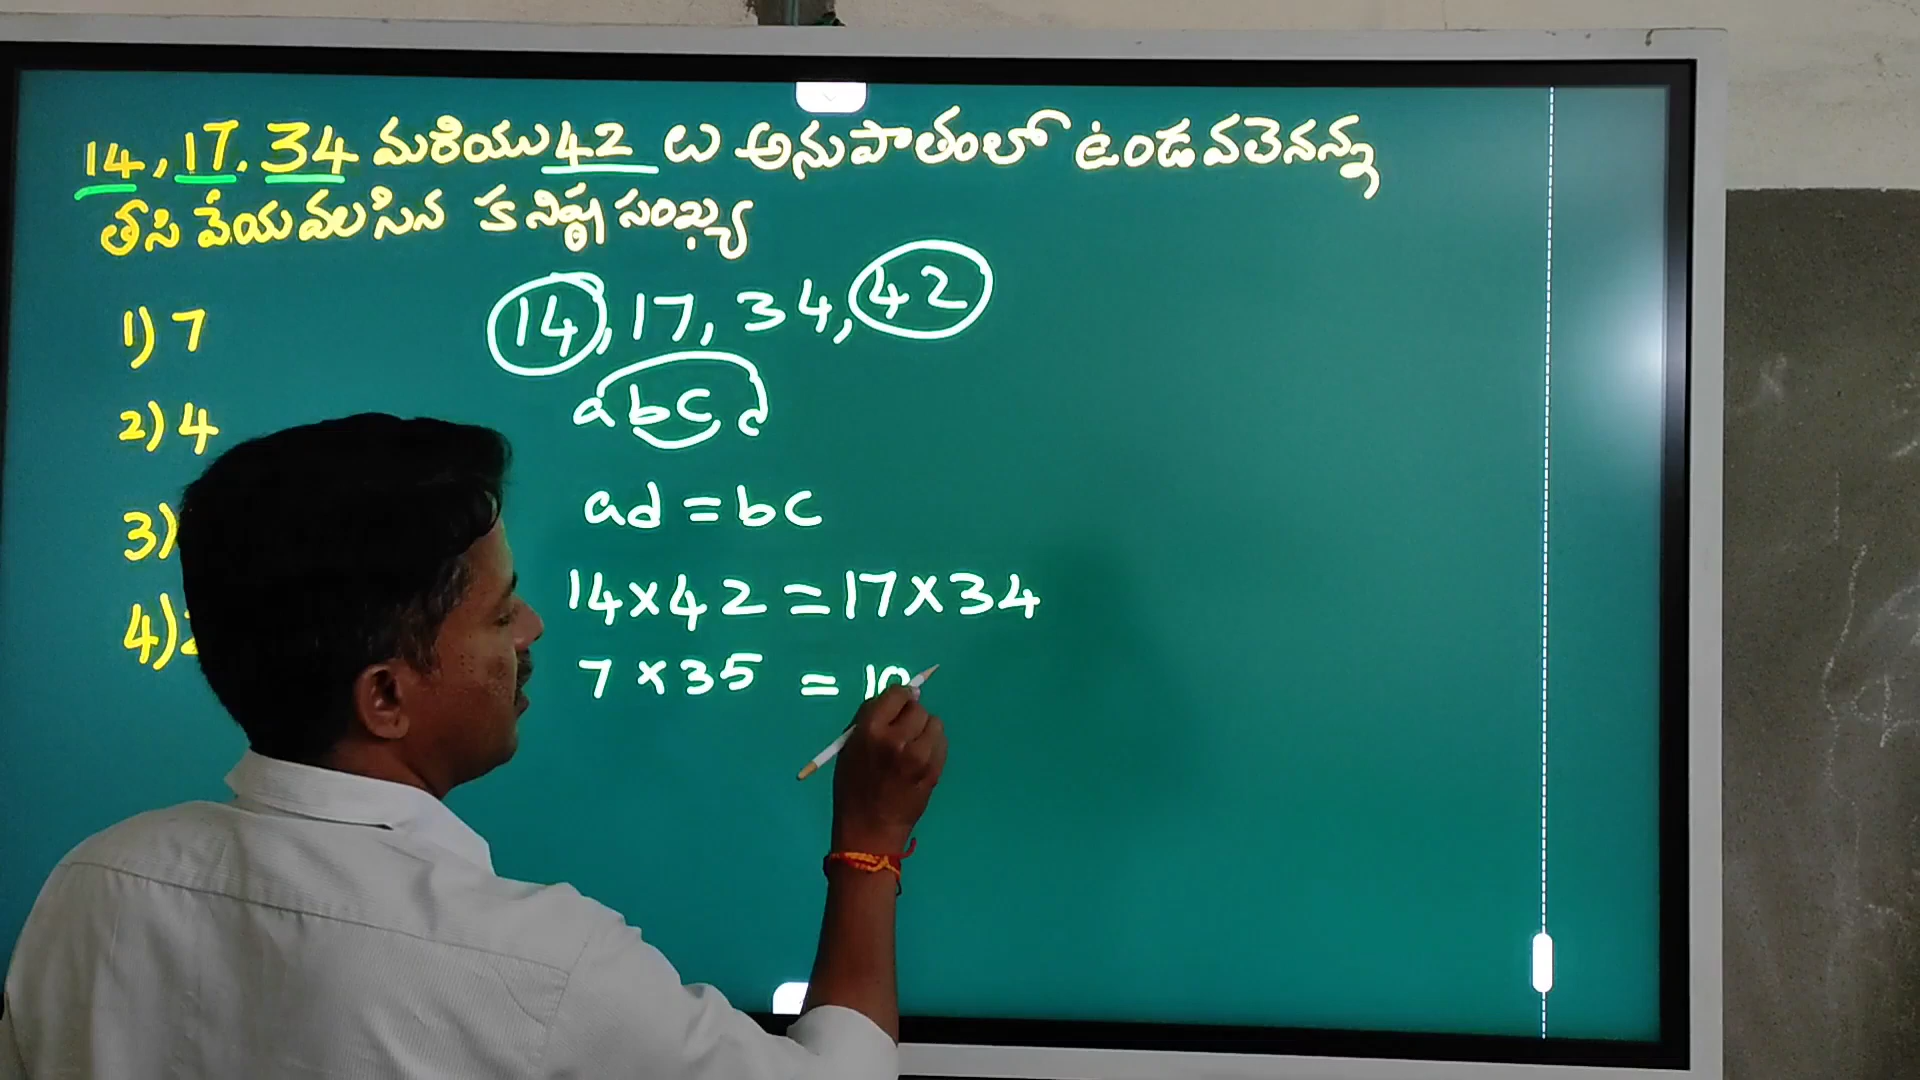 14, 17. 34 మరియు 42 ల అనుపాతంలో ఉండవలెనన్న
తీసి వేయవలసిన కనిష్ఠ సంఖ్య
1) 7
2) 4
3)
4)
14, 17, 34, 42
a b c d
ad = bc
14 × 42 = 17 × 34
7 × 35 = 10